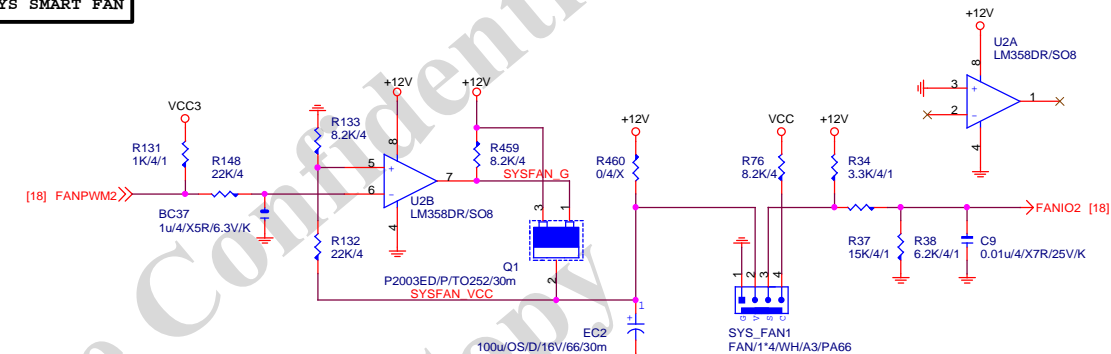 SYS SMART FAN
+12V
U2A
LM358DR/SO8
8
3
+
1
2
-
4
+12V
+12V
VCC3
+12V
VCC
+12V
R133
8.2K/4
R131
1K/4/1
R148
22K/4
R459
8.2K/4
R460
0/4/X
R76
8.2K/4
R34
3.3K/4/1
8
5
+
7
SYSFAN_G
6
-
[18] FANPWM2
U2B
LM358DR/SO8
4
3
1
FANIO2 [18]
BC37
1u/4/X5R/6.3V/K
R132
22K/4
R37
15K/4/1
R38
6.2K/4/1
C9
0.01u/4/X7R/25V/K
Q1
2
P2003ED/P/TO252/30m
SYSFAN_VCC
1
2
3
4
G
V
S
C
+
1
EC2
100u/OS/D/16V/66/30m
SYS_FAN1
FAN/1*4/WH/A3/PA66
Confidential
Copy